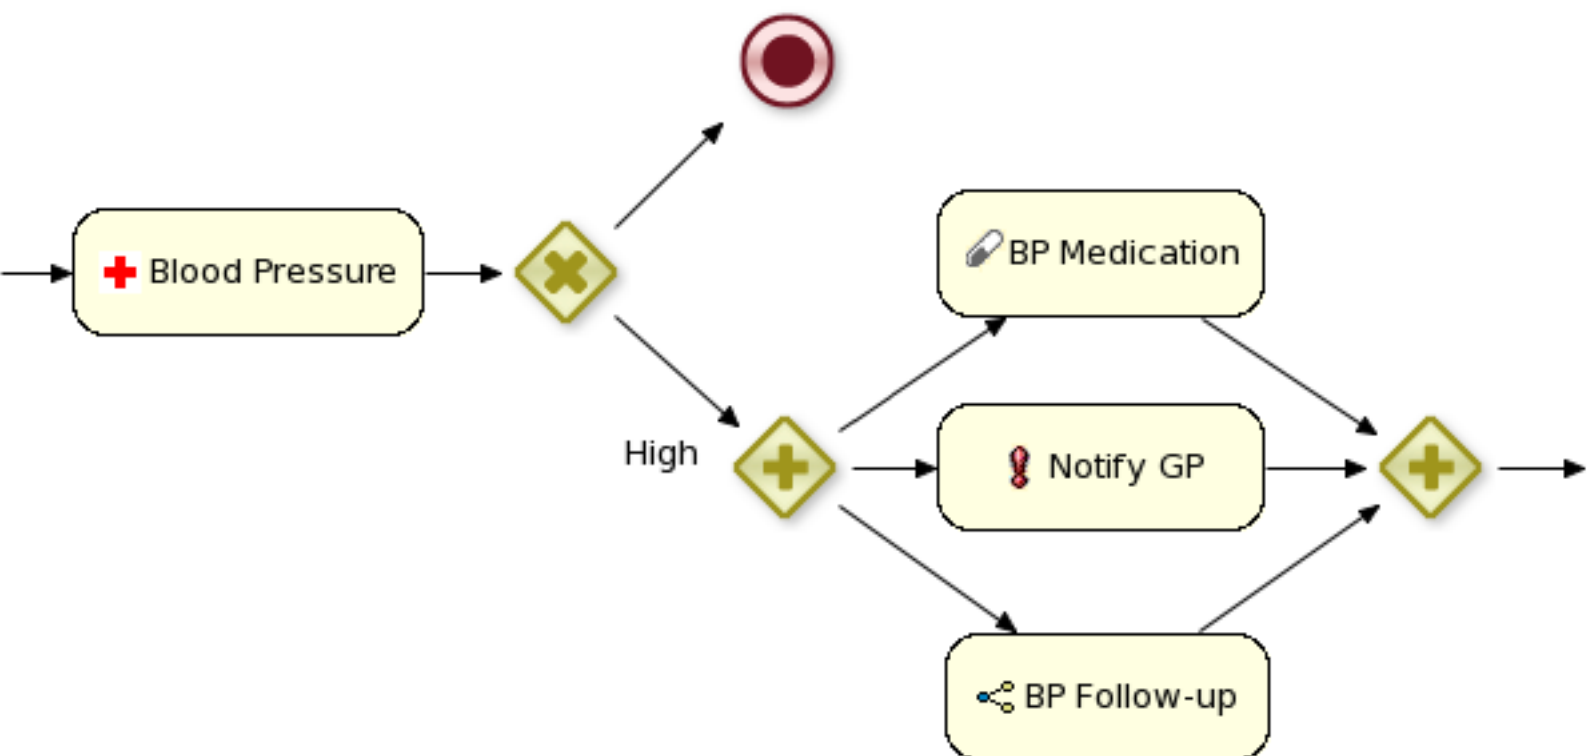 Blood Pressure
BP Medication
High
Notify GP
BP Follow-up